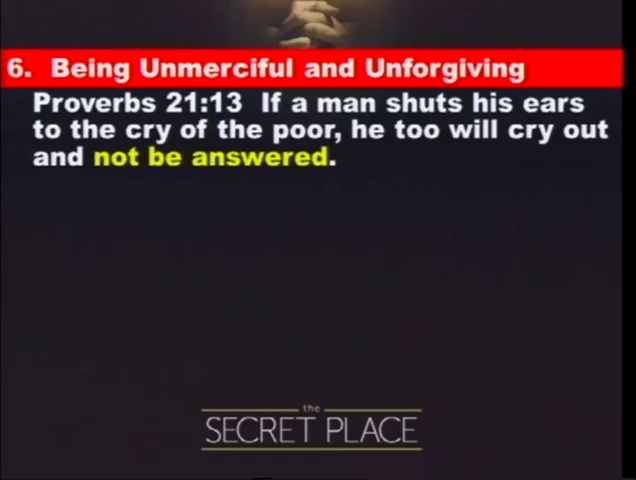 6. Being Unmerciful and Unforgiving
Proverbs 21:13 If a man shuts his ears
to the cry of the poor, he too will cry out
and not be answered.
the
SECRET PLACE